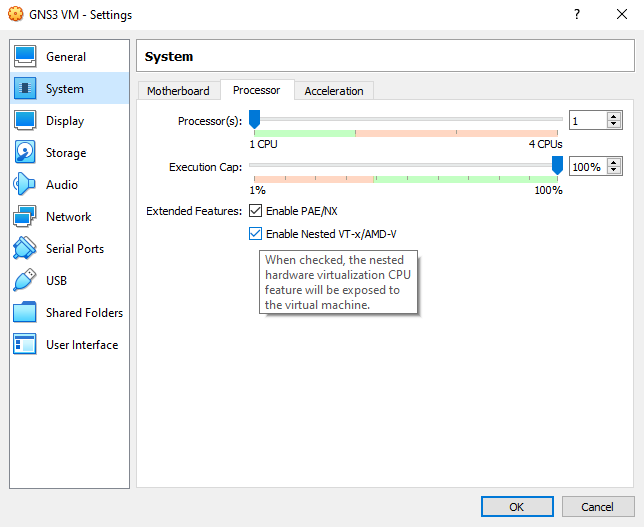 GNS3 VM - Settings
?
General
System
Display
Storage
Audio
Network
Serial Ports
USB
Shared Folders
User Interface
System
Motherboard
Processor
Acceleration
Processor(s):
1
1 CPU
4 CPUs
Execution Cap:
100%
1%
100%
Extended Features:
Enable PAE/NX
Enable Nested VT-x/AMD-V
When checked, the nested
hardware virtualization CPU
feature will be exposed to
the virtual machine.
OK
Cancel